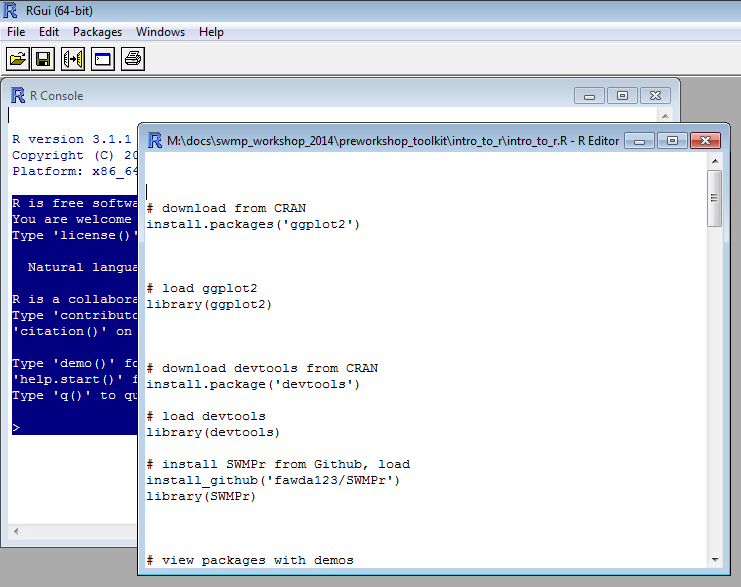 RGui (64-bit)
File Edit Packages Windows Help
R Console
R version 3.1.1
Copyright (C) 20
Platform: x86_64
R is free softwa
You are welcome
Type 'license()'
Natural langua
R is a collabora
Type 'contributo
'citation()' on
Type 'demo()' fo
'help.start()' f
Type 'q()' to qu
>
M:\docs\swmp_workshop_2014\preworkshop_toolkit\intro_to_r\intro_to_r.R - R Editor
# download from CRAN
install.packages('ggplot2')
# load ggplot2
library(ggplot2)
# download devtools from CRAN
install.package('devtools')
# load devtools
library(devtools)
# install SWMPr from Github, load
install_github('fawda123/SWMPr')
library(SWMPr)
# view packages with demos